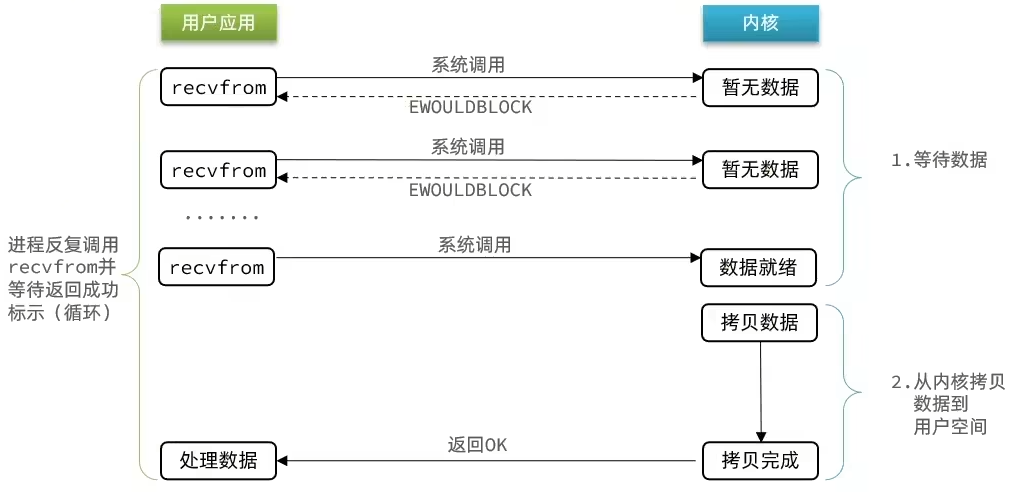 用户应用
内核
系统调用
recvfrom
暂无数据
EWOULDBLOCK
系统调用
recvfrom
暂无数据
EWOULDBLOCK
1.等待数据
.......
进程反复调用
recvfrom并
等待返回成功
标示（循环）
系统调用
recvfrom
数据就绪
拷贝数据
2.从内核拷贝
数据到
用户空间
返回OK
处理数据
拷贝完成